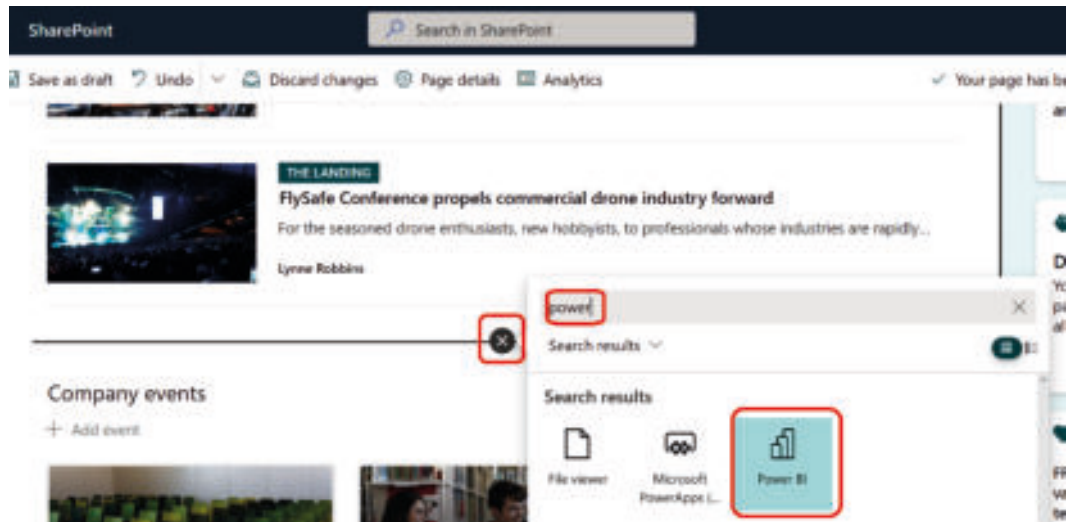 SharePoint
Search in SharePoint
Save as draft Undo Discard changes Page details Analytics
Your page has be
THE LANDING
FlySafe Conference propels commercial drone industry forward
For the seasoned drone enthusiasts, new hobbyists, to professionals whose industries are rapidly...
Lynne Robbins
power
Search results
Search results
Company events
+ Add event
File viewer
Microsoft PowerApps (...
Power BI